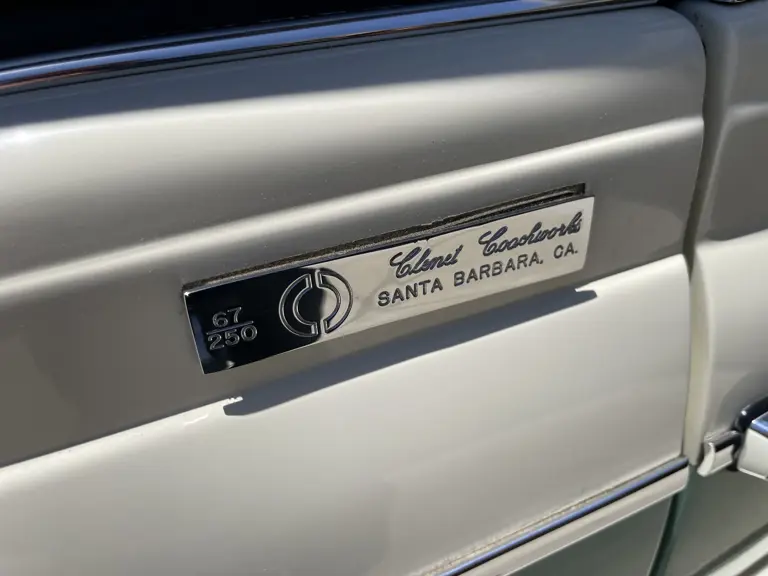 67
250
Clenet Coachworks
SANTA BARBARA, CA.